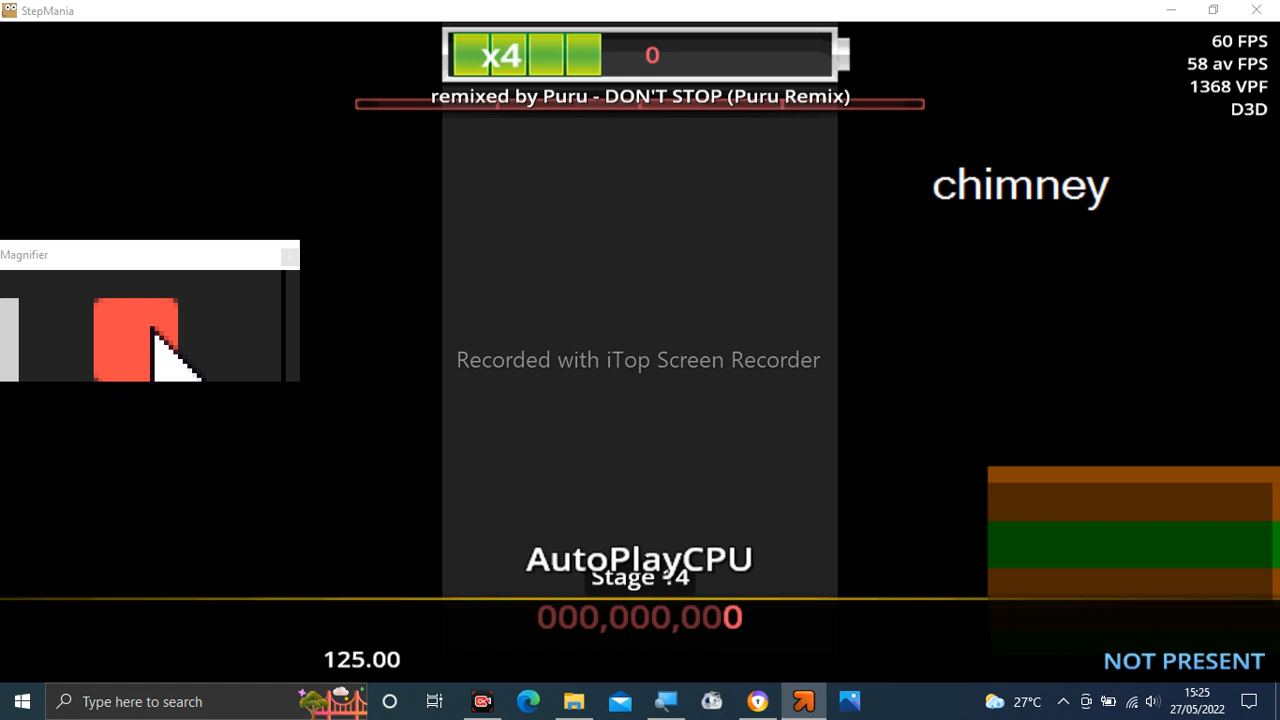 StepMania
60 FPS
58 av FPS
1368 VPF
D3D
x4
0
remixed by Puru - DON'T STOP (Puru Remix)
chimney
Magnifier
Recorded with iTop Screen Recorder
AutoPlayCPU
Stage 14
000,000,000
125.00
NOT PRESENT
Type here to search
27°C
15:25
27/05/2022